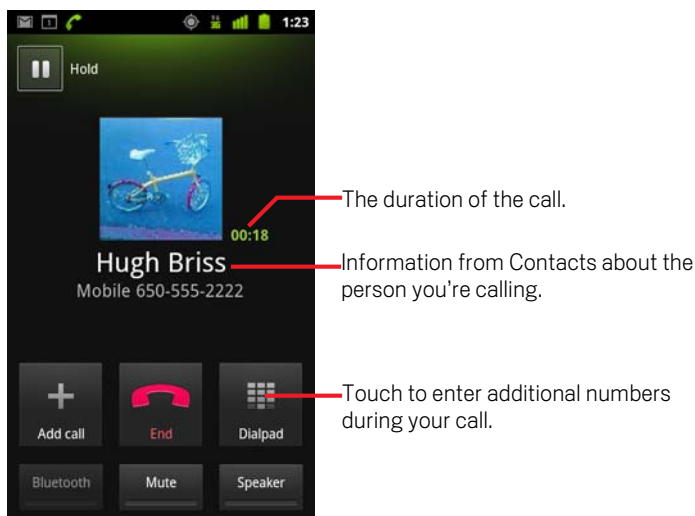 1:23
Hold
00:18
Hugh Briss
Mobile 650-555-2222
Add call
End
Dialpad
Bluetooth
Mute
Speaker
The duration of the call.
Information from Contacts about the
person you're calling.
Touch to enter additional numbers
during your call.